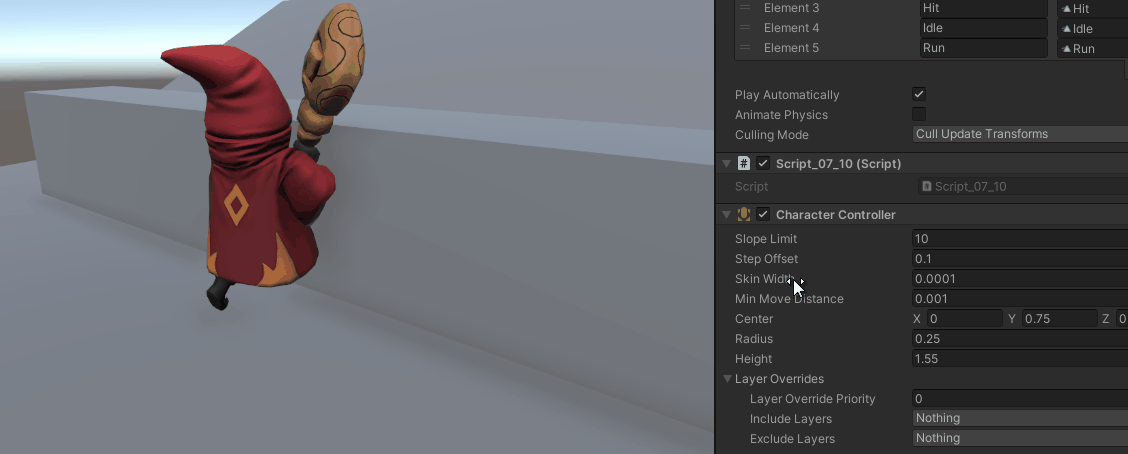 Element 3 Hit Hit
Element 4 Idle Idle
Element 5 Run Run
Play Automatically
Animate Physics
Culling Mode Cull Update Transforms
# Script_07_10 (Script)
Script Script_07_10
Character Controller
Slope Limit 10
Step Offset 0.1
Skin Width 0.0001
Min Move Distance 0.001
Center X 0 Y 0.75 Z 0
Radius 0.25
Height 1.55
Layer Overrides
Layer Override Priority 0
Include Layers Nothing
Exclude Layers Nothing